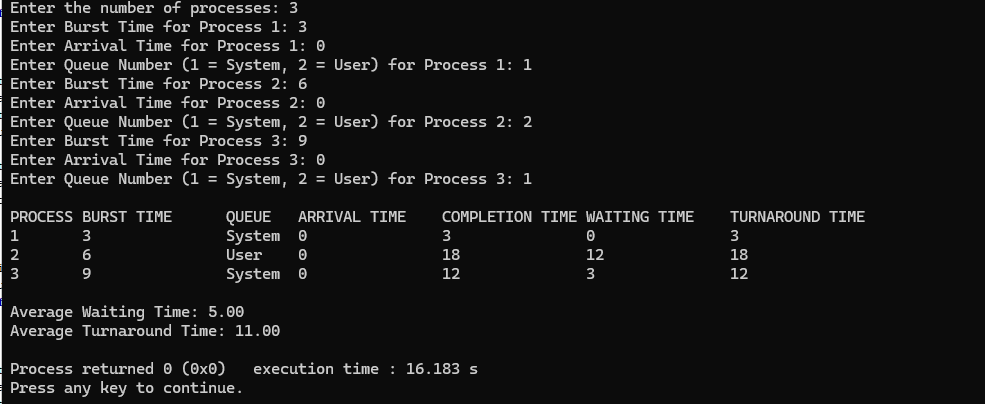 Enter the number of processes: 3
Enter Burst Time for Process 1: 3
Enter Arrival Time for Process 1: 0
Enter Queue Number (1 = System, 2 = User) for Process 1: 1
Enter Burst Time for Process 2: 6
Enter Arrival Time for Process 2: 0
Enter Queue Number (1 = System, 2 = User) for Process 2: 2
Enter Burst Time for Process 3: 9
Enter Arrival Time for Process 3: 0
Enter Queue Number (1 = System, 2 = User) for Process 3: 1

PROCESS BURST TIME      QUEUE   ARRIVAL TIME    COMPLETION TIME WAITING TIME    TURNAROUND TIME
1       3               System  0               3               0               3
2       6               User    0               18              12              18
3       9               System  0               12              3               12

Average Waiting Time: 5.00
Average Turnaround Time: 11.00

Process returned 0 (0x0)   execution time : 16.183 s
Press any key to continue.